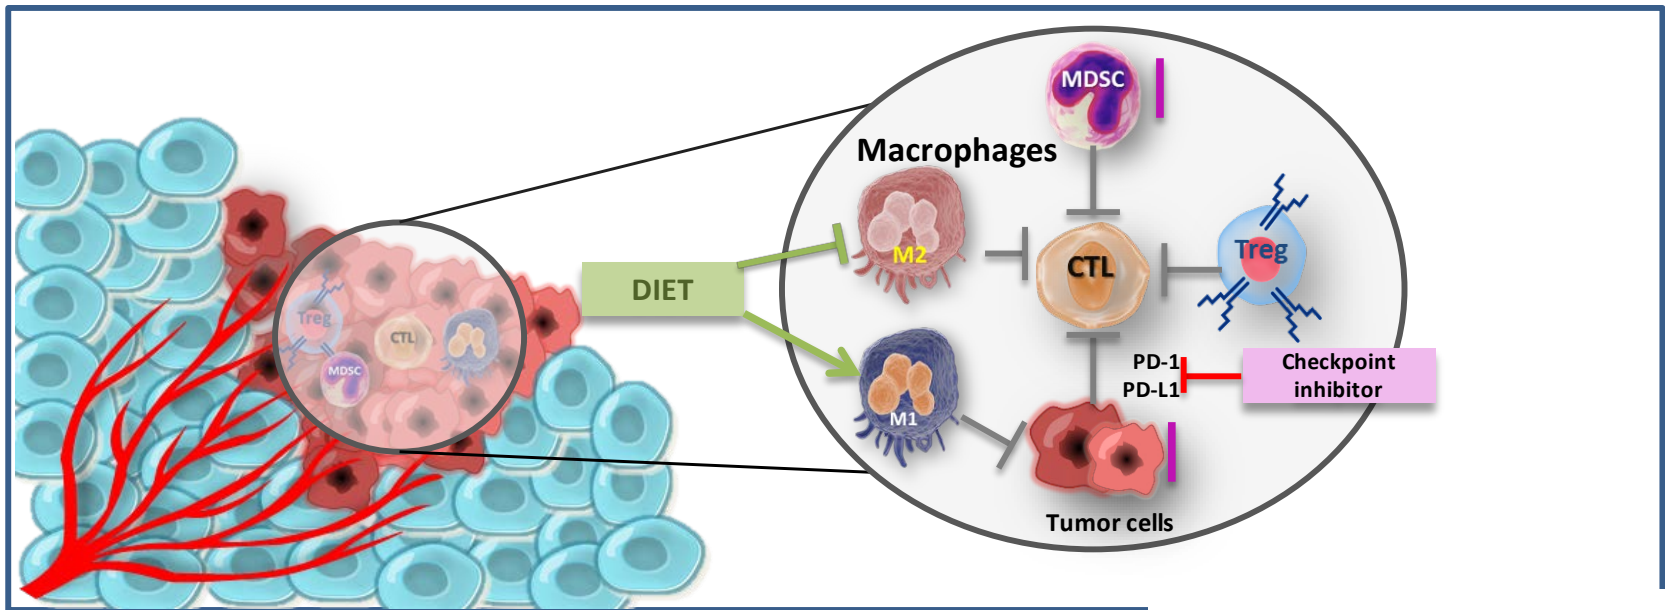 MDSC
Macrophages
M2
CTL
Treg
DIET
Treg
CTL
MDSC
M1
PD-1
PD-L1
Checkpoint
inhibitor
Tumor cells